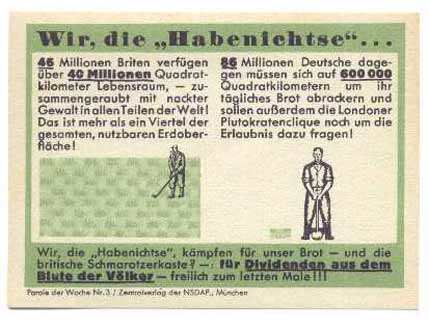 Wir, die „Habenichtse“...
46 Millionen Briten verfügen
über 40 Millionen Quadrat-
kilometer Lebensraum, – zu-
sammengeraubt mit nackter
Gewalt in allen Teilen der Welt!
Das ist mehr als ein Viertel der
gesamten, nutzbaren Erdober-
fläche!
86 Millionen Deutsche dage-
gen müssen sich auf 600 000
Quadratkilometern um ihr
tägliches Brot abrackern und
sollen außerdem die Londoner
Plutokratenclique noch um die
Erlaubnis dazu fragen!
Wir, die „Habenichtse“, kämpfen für unser Brot – und die
britische Schmarotzerkaste? –: für Dividenden aus dem
Blute der Völker – freilich zum letzten Male!!!
Parole der Woche Nr. 3 / Zentralverlag der NSDAP., München